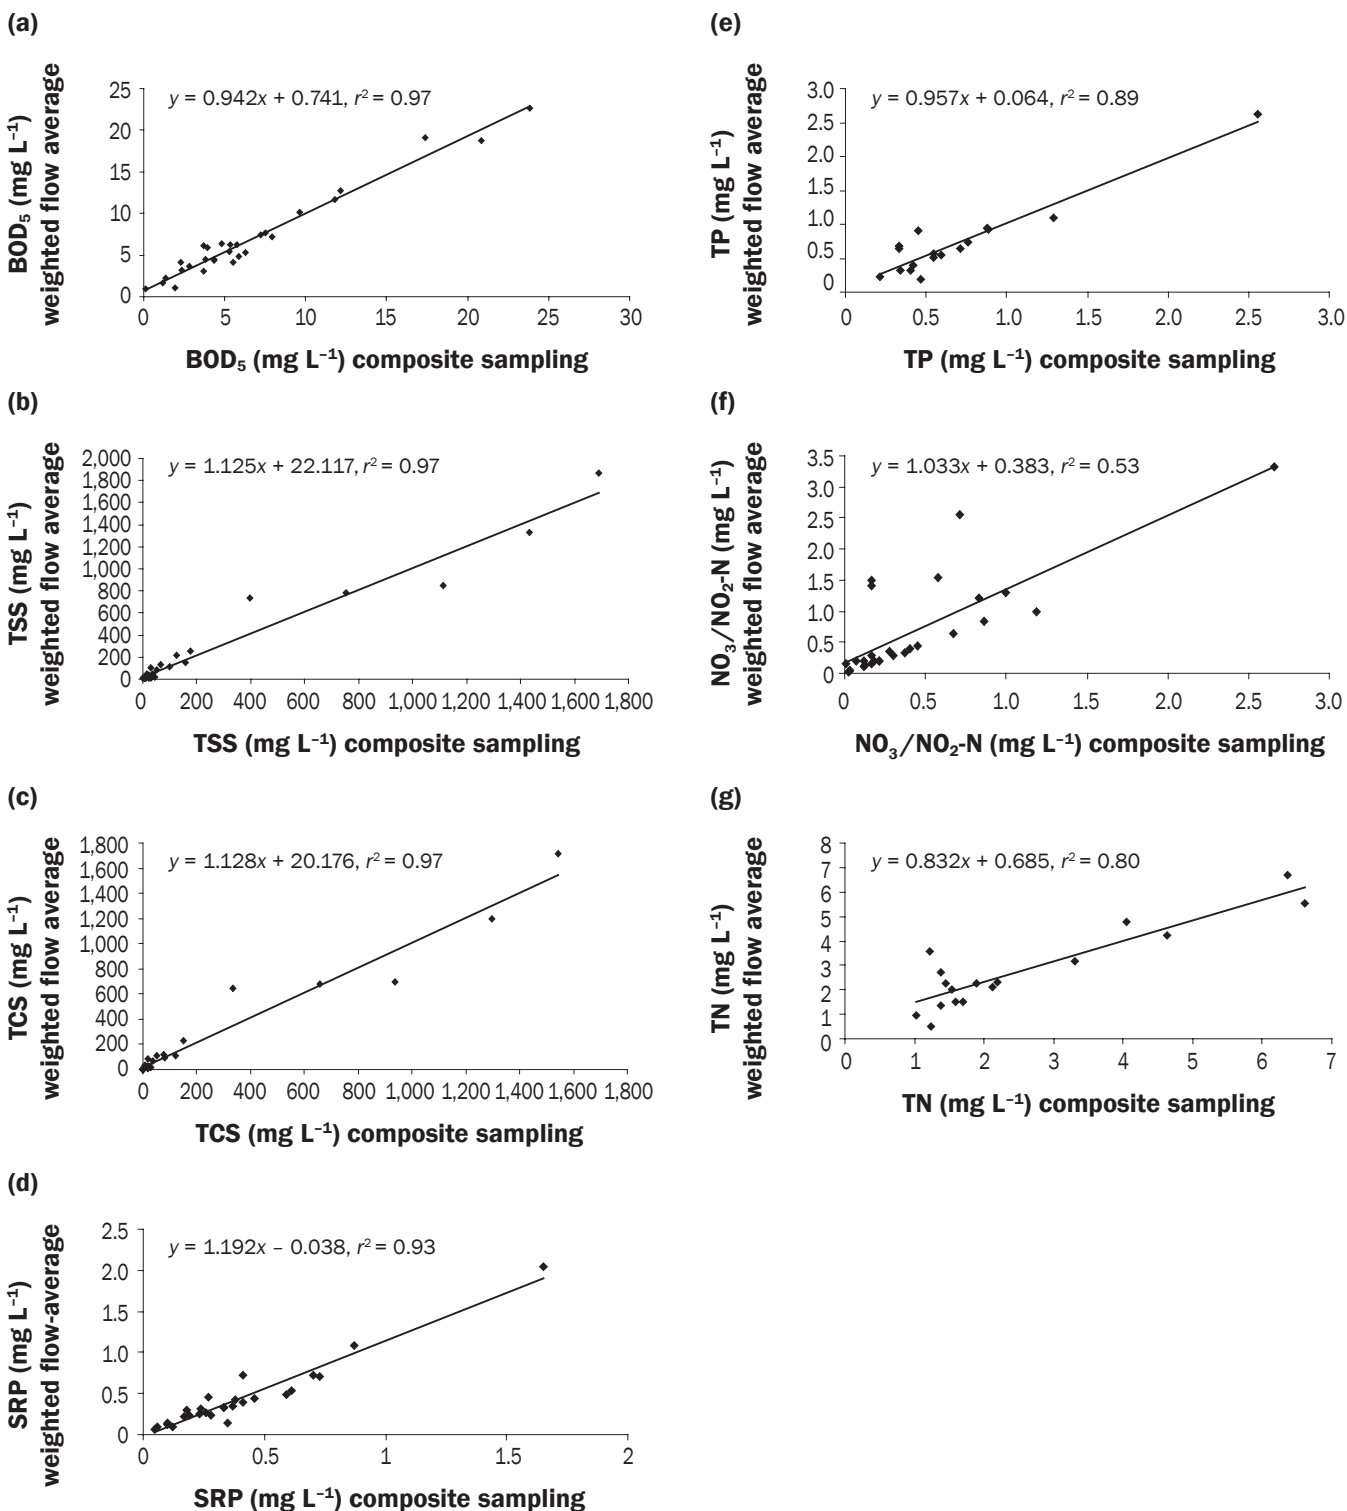 (a)
BOD₅ (mg L⁻¹)
weighted flow average
y = 0.942x + 0.741, r² = 0.97
25
20
15
10
5
0
0 5 10 15 20 25 30
BOD₅ (mg L⁻¹) composite sampling
(b)
TSS (mg L⁻¹)
weighted flow average
y = 1.125x + 22.117, r² = 0.97
2,000
1,800
1,600
1,400
1,200
1,000
800
600
400
200
0
0 200 400 600 800 1,000 1,200 1,400 1,600 1,800
TSS (mg L⁻¹) composite sampling
(c)
TCS (mg L⁻¹)
weighted flow average
y = 1.128x + 20.176, r² = 0.97
1,800
1,600
1,400
1,200
1,000
800
600
400
200
0
0 200 400 600 800 1,000 1,200 1,400 1,600 1,800
TCS (mg L⁻¹) composite sampling
(d)
SRP (mg L⁻¹)
weighted flow-average
y = 1.192x – 0.038, r² = 0.93
2.5
2.0
1.5
1.0
0.5
0
0 0.5 1 1.5 2
SRP (mg L⁻¹) composite sampling
(e)
TP (mg L⁻¹)
weighted flow average
y = 0.957x + 0.064, r² = 0.89
3.0
2.5
2.0
1.5
1.0
0.5
0
0 0.5 1.0 1.5 2.0 2.5 3.0
TP (mg L⁻¹) composite sampling
(f)
NO₃/NO₂-N (mg L⁻¹)
weighted flow average
y = 1.033x + 0.383, r² = 0.53
3.5
3.0
2.5
2.0
1.5
1.0
0.5
0
0 0.5 1.0 1.5 2.0 2.5 3.0
NO₃/NO₂-N (mg L⁻¹) composite sampling
(g)
TN (mg L⁻¹)
weighted flow average
y = 0.832x + 0.685, r² = 0.80
8
7
6
5
4
3
2
1
0
0 1 2 3 4 5 6 7
TN (mg L⁻¹) composite sampling